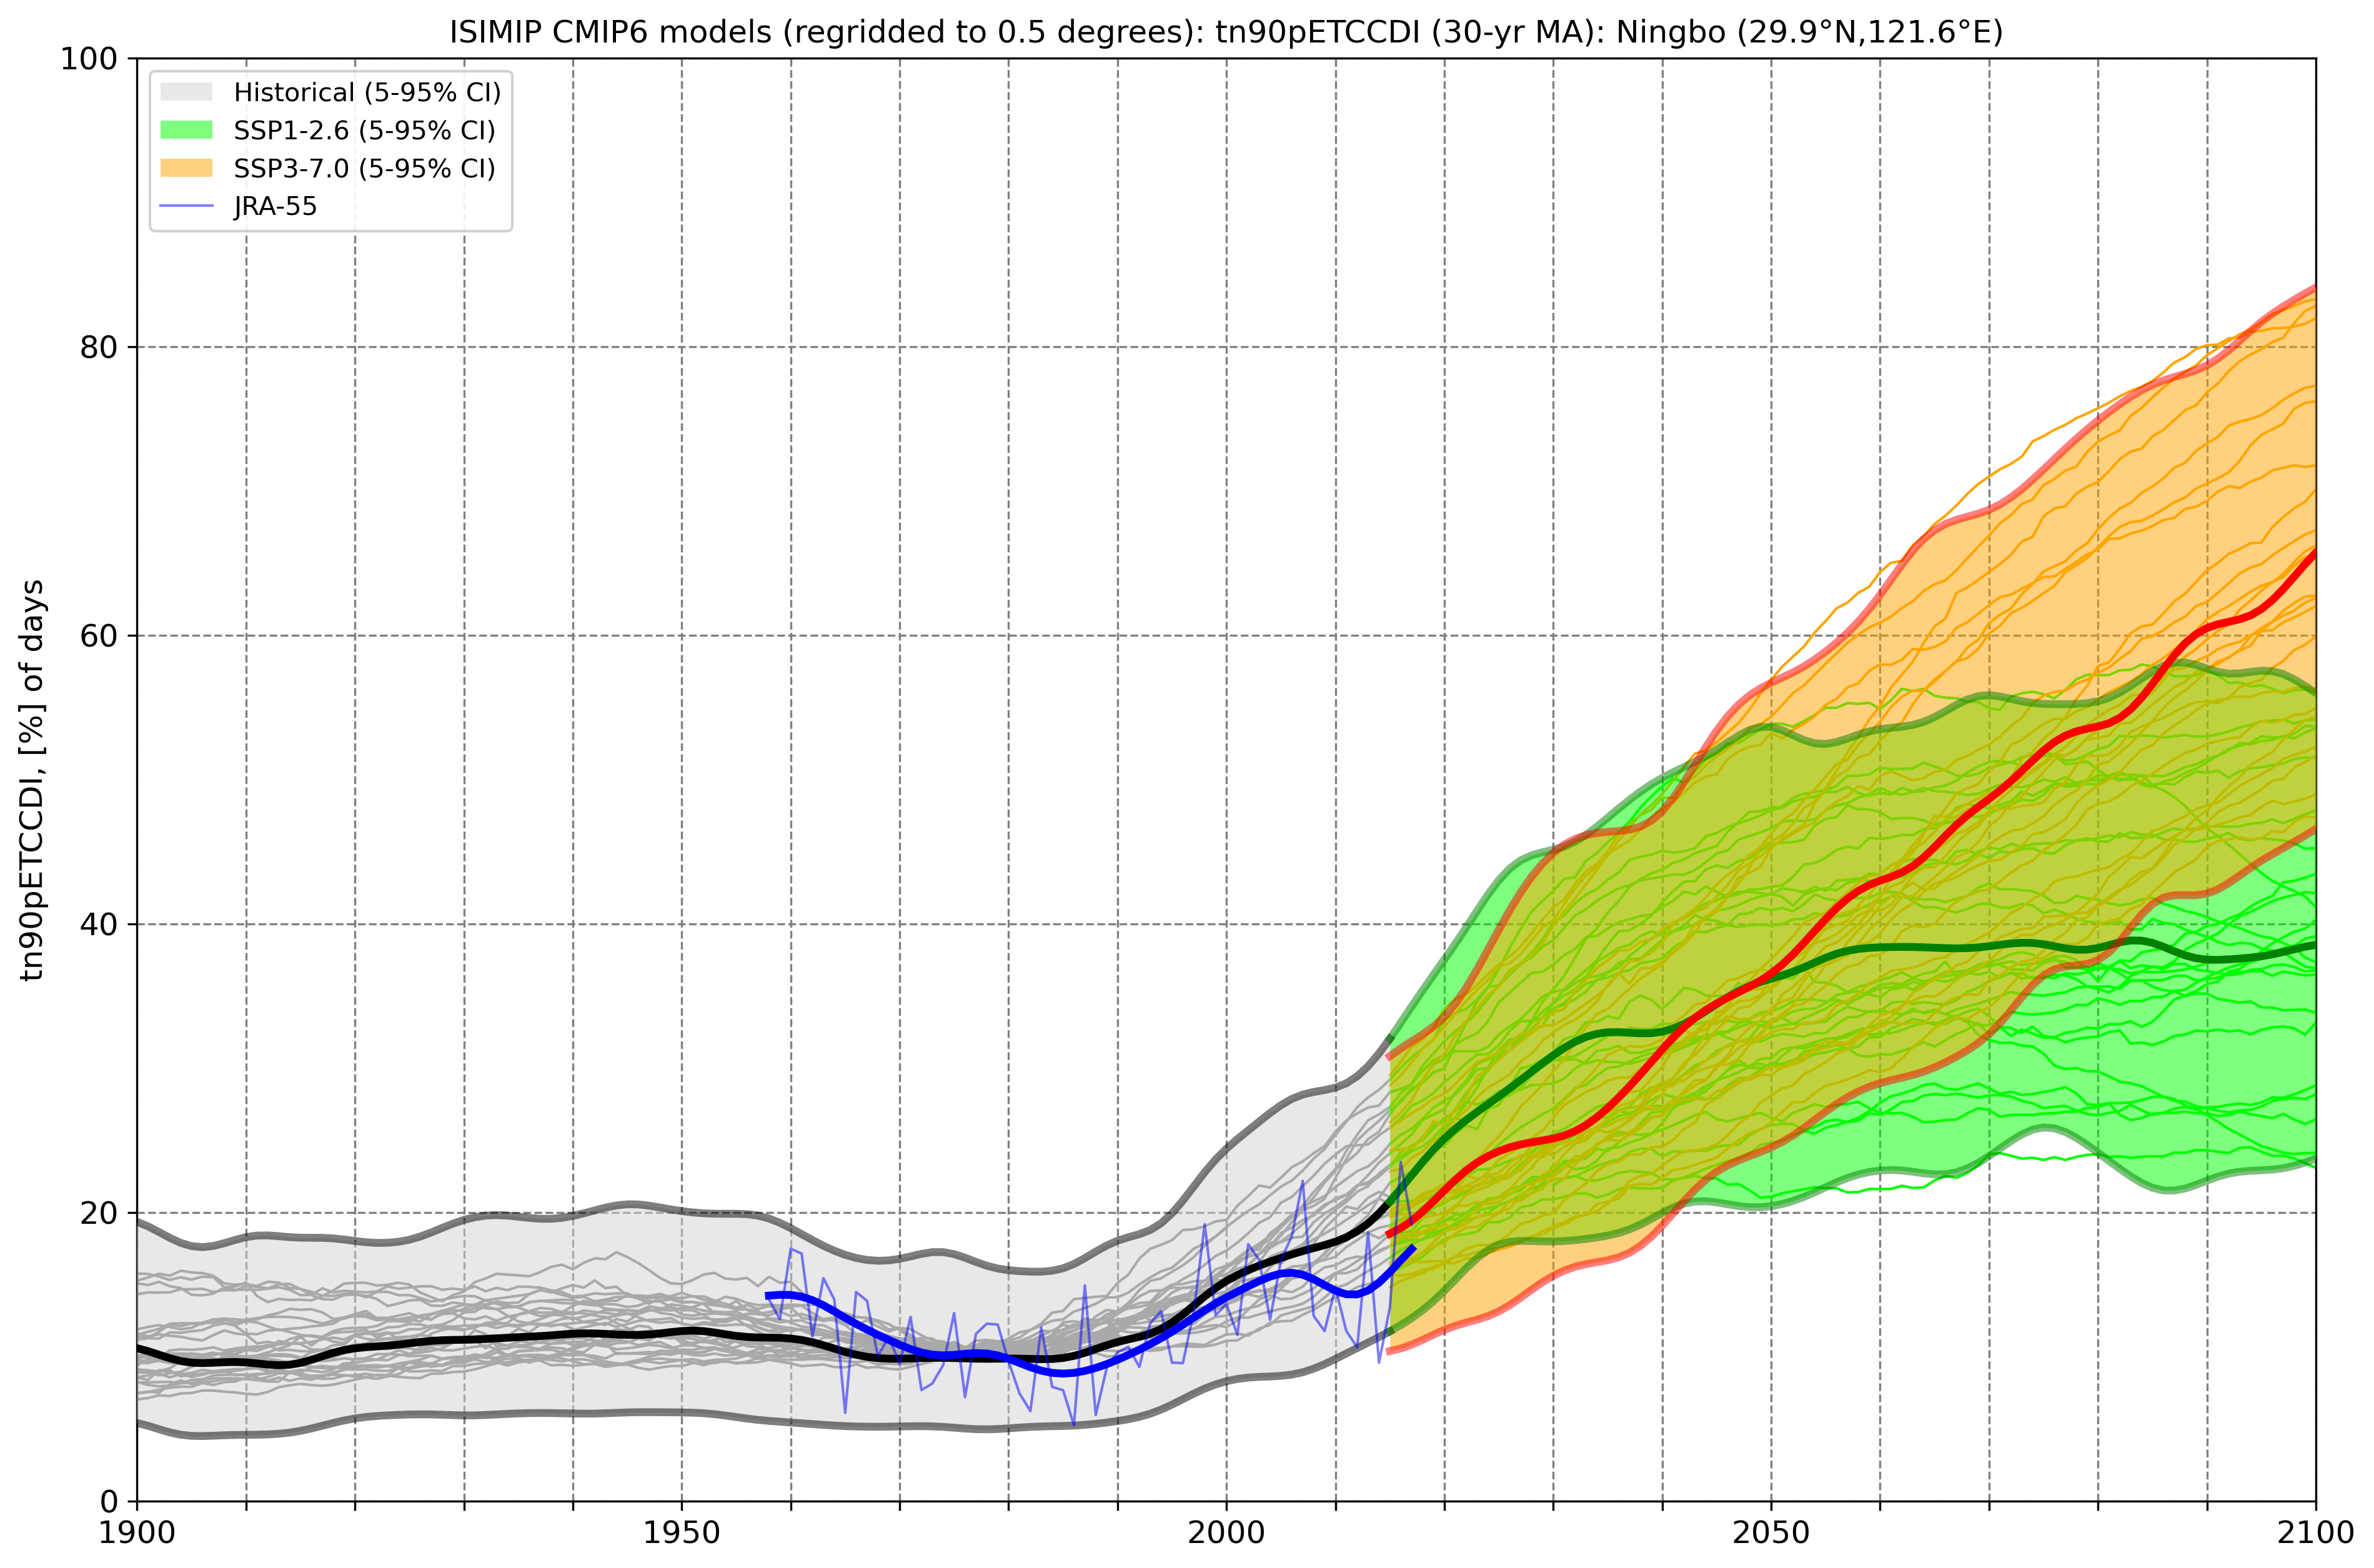 ISIMIP CMIP6 models (regridded to 0.5 degrees): tn90pETCCDI (30-yr MA): Ningbo (29.9°N,121.6°E)
Historical (5-95% CI)
SSP1-2.6 (5-95% CI)
SSP3-7.0 (5-95% CI)
JRA-55
tn90pETCCDI, [%] of days
100
80
60
40
20
0
1900
1950
2000
2050
2100